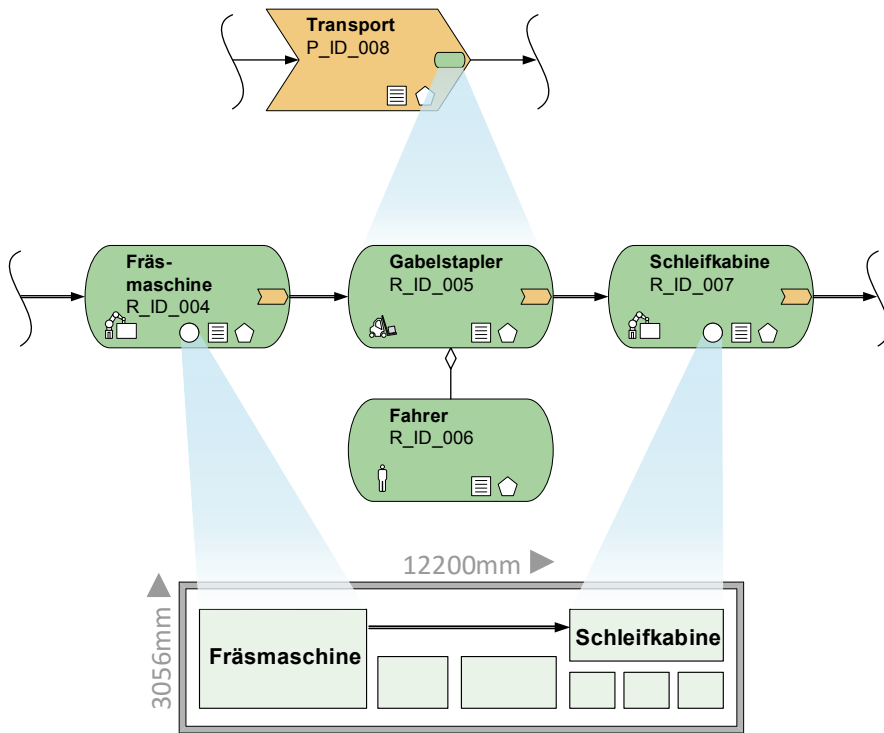 Transport
P_ID_008
Fräs-
maschine
R_ID_004
Gabelstapler
R_ID_005
Schleifkabine
R_ID_007
Fahrer
R_ID_006
12200mm
3056mm
Fräsmaschine
Schleifkabine